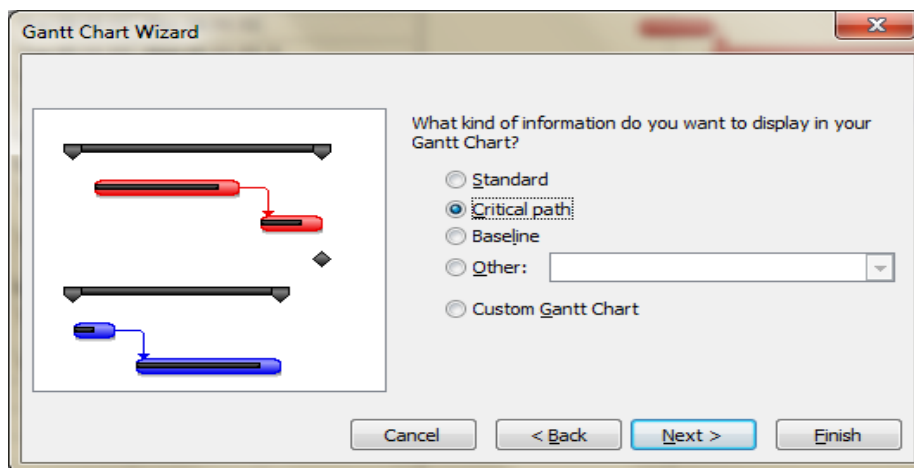 Gantt Chart Wizard
What kind of information do you want to display in your
Gantt Chart?
Standard
Critical path
Baseline
Other:
Custom Gantt Chart
Cancel
< Back
Next >
Finish